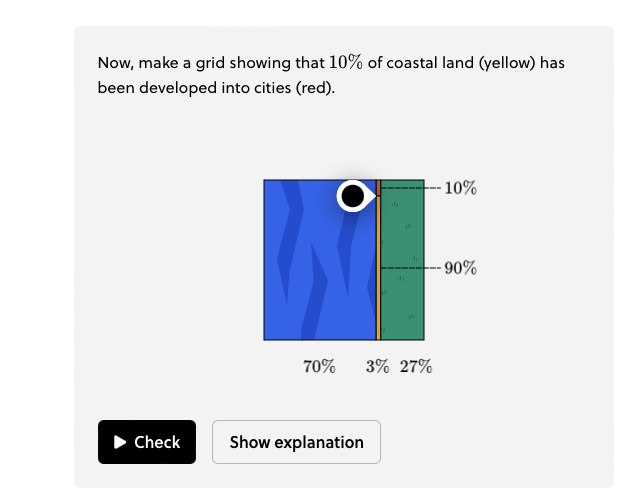 Now, make a grid showing that 10% of coastal land (yellow) has
been developed into cities (red).
10%
90%
70% 3% 27%
Check Show explanation